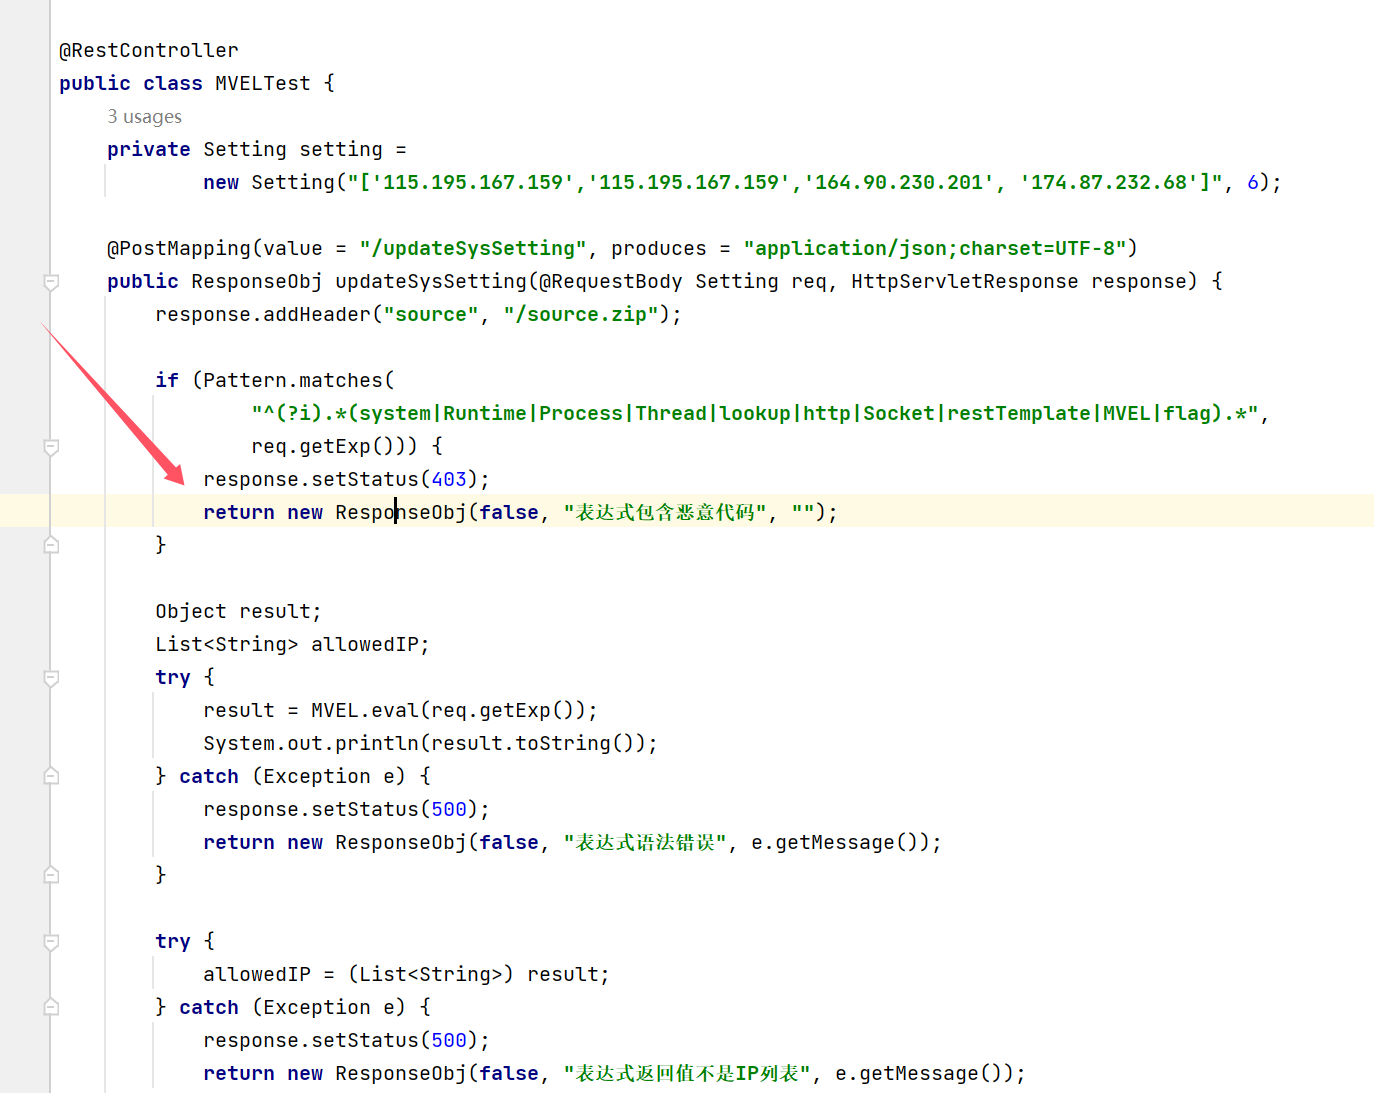 @RestController
public class MVELTest {
3 usages
private Setting setting =
new Setting("['115.195.167.159','115.195.167.159','164.90.230.201', '174.87.232.68']", 6);
@PostMapping(value = "/updateSysSetting", produces = "application/json;charset=UTF-8")
public ResponseObj updateSysSetting(@RequestBody Setting req, HttpServletResponse response) {
response.addHeader("source", "/source.zip");
if (Pattern.matches(
"^(?i).*(system|Runtime|Process|Thread|lookup|http|Socket|restTemplate|MVEL|flag).*",
req.getExp())) {
response.setStatus(403);
return new ResponseObj(false, "表达式包含恶意代码", "");
}
Object result;
List<String> allowedIP;
try {
result = MVEL.eval(req.getExp());
System.out.println(result.toString());
} catch (Exception e) {
response.setStatus(500);
return new ResponseObj(false, "表达式语法错误", e.getMessage());
}
try {
allowedIP = (List<String>) result;
} catch (Exception e) {
response.setStatus(500);
return new ResponseObj(false, "表达式返回值不是IP列表", e.getMessage());